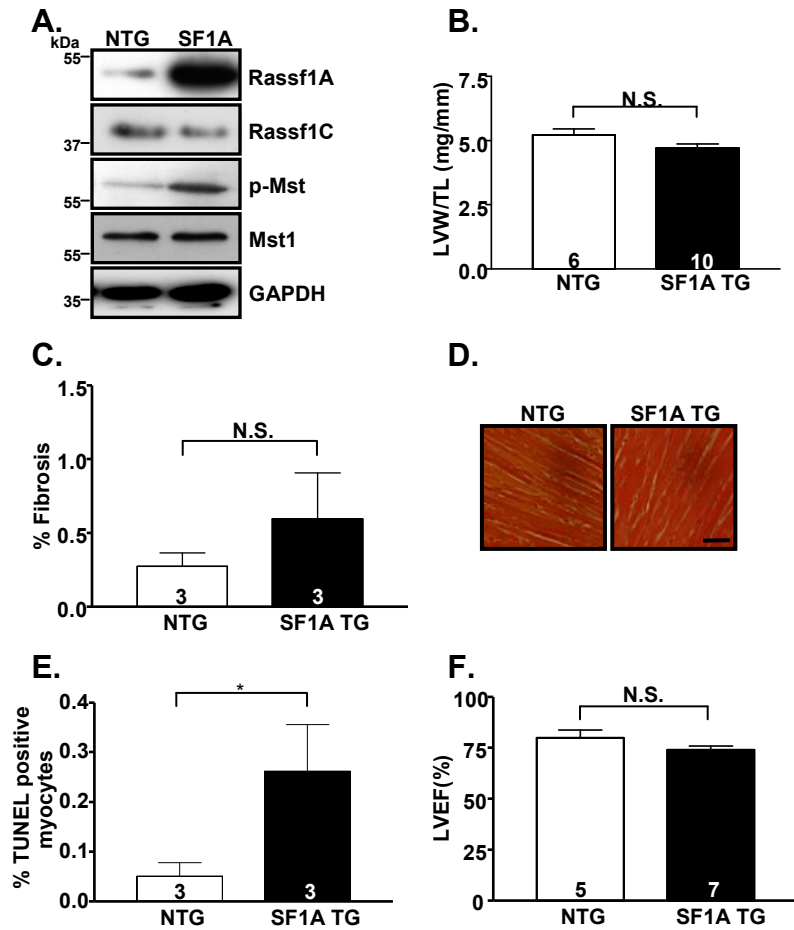 A.
kDa
NTG SF1A
55
Rassf1A
Rassf1C
37
p-Mst
55
Mst1
55
GAPDH
35
B.
LVW/TL (mg/mm)
7.5
5.0
2.5
0.0
N.S.
6
10
NTG
SF1A TG
C.
% Fibrosis
1.5
1.0
0.5
0.0
N.S.
3
3
NTG
SF1A TG
D.
NTG
SF1A TG
E.
% TUNEL positive
myocytes
0.4
0.3
0.2
0.1
0.0
*
3
3
NTG
SF1A TG
F.
LVEF(%)
100
75
50
25
0
N.S.
5
7
NTG
SF1A TG